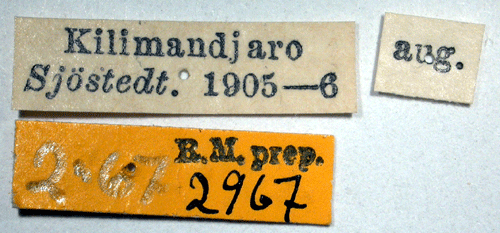 Kilimandjaro
Sjöstedt. 1905—6
aug.
R.M. prep.
2967